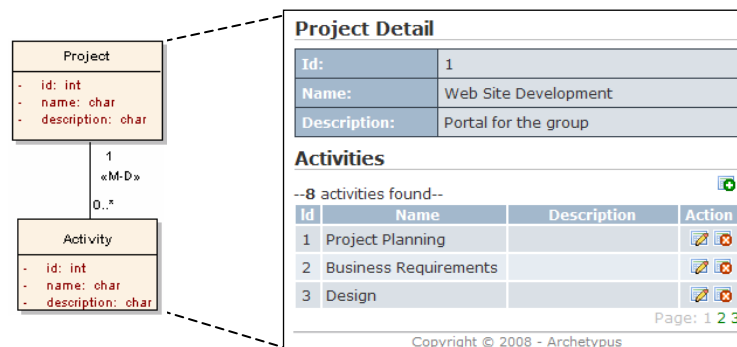 Project
- id: int
- name: char
- description: char
1
«M-D»
0..*
Activity
- id: int
- name: char
- description: char
Project Detail
Id: 1
Name: Web Site Development
Description: Portal for the group
Activities
--8 activities found--
Id Name Description Action
1 Project Planning
2 Business Requirements
3 Design
Page: 1 2 3
Copyright © 2008 - Archetypus